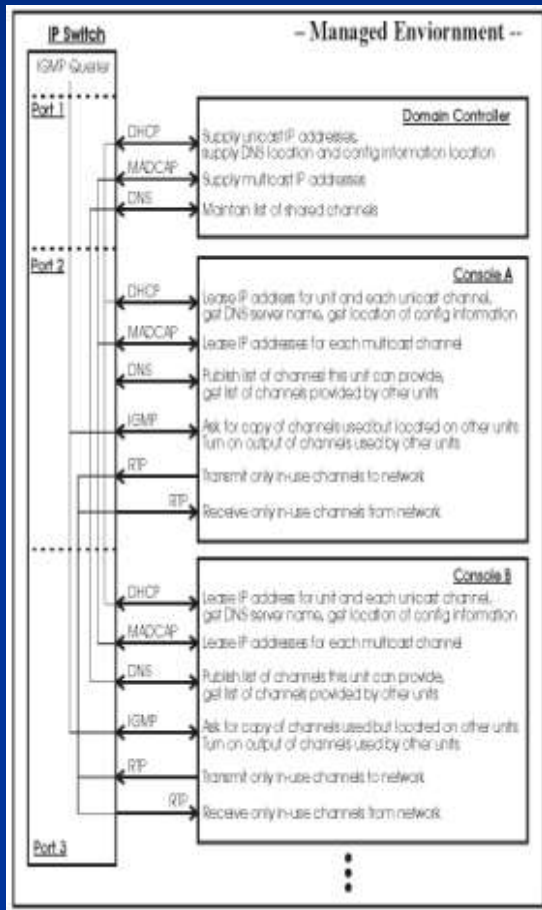 IP Switch
-- Managed Enviornment --
IGMP Querier
Port 1
Domain Controller
DHCP
Supply unicast IP addresses,
supply DNS location and config information location
MADCAP
Supply multicast IP addresses
DNS
Maintain list of shared channels
Port 2
Console A
DHCP
Lease IP address for unit and each unicast channel,
get DNS server name, get location of config information
MADCAP
Lease IP addresses for each multicast channel
DNS
Publish list of channels this unit can provide,
get list of channels provided by other units
IGMP
Ask for copy of channels used but located on other units
Turn on output of channels used by other units
RTP
Transmit only in-use channels to network
RTP
Receive only in-use channels from network
Console B
DHCP
Lease IP address for unit and each unicast channel,
get DNS server name, get location of config information
MADCAP
Lease IP addresses for each multicast channel
DNS
Publish list of channels this unit can provide,
get list of channels provided by other units
IGMP
Ask for copy of channels used but located on other units
Turn on output of channels used by other units
RTP
Transmit only in-use channels to network
RTP
Receive only in-use channels from network
Port 3